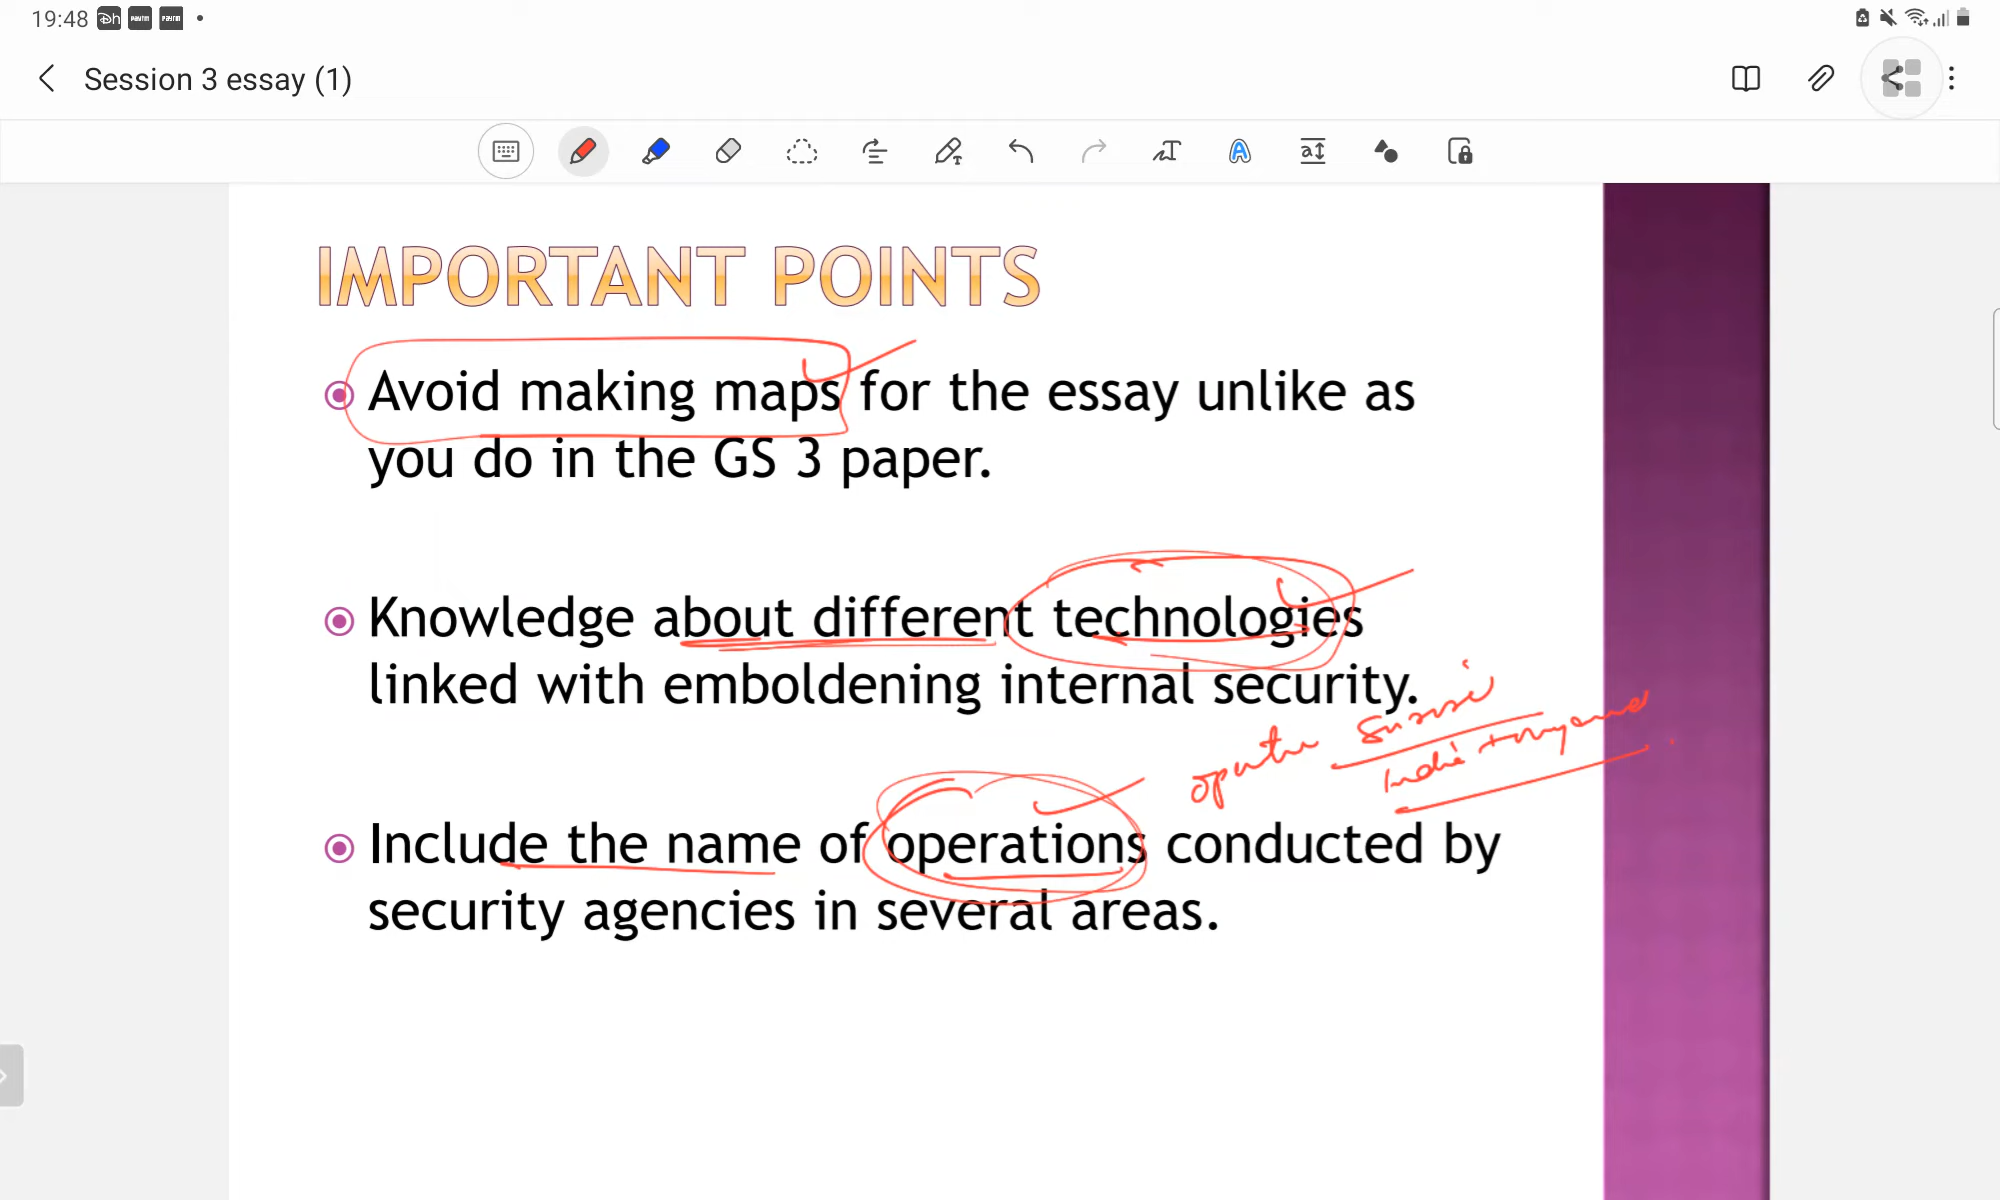 19:48
Session 3 essay (1)
IMPORTANT POINTS
Avoid making maps for the essay unlike as
you do in the GS 3 paper.
Knowledge about different technologies
linked with emboldening internal security.
Include the name of operations conducted by
security agencies in several areas.